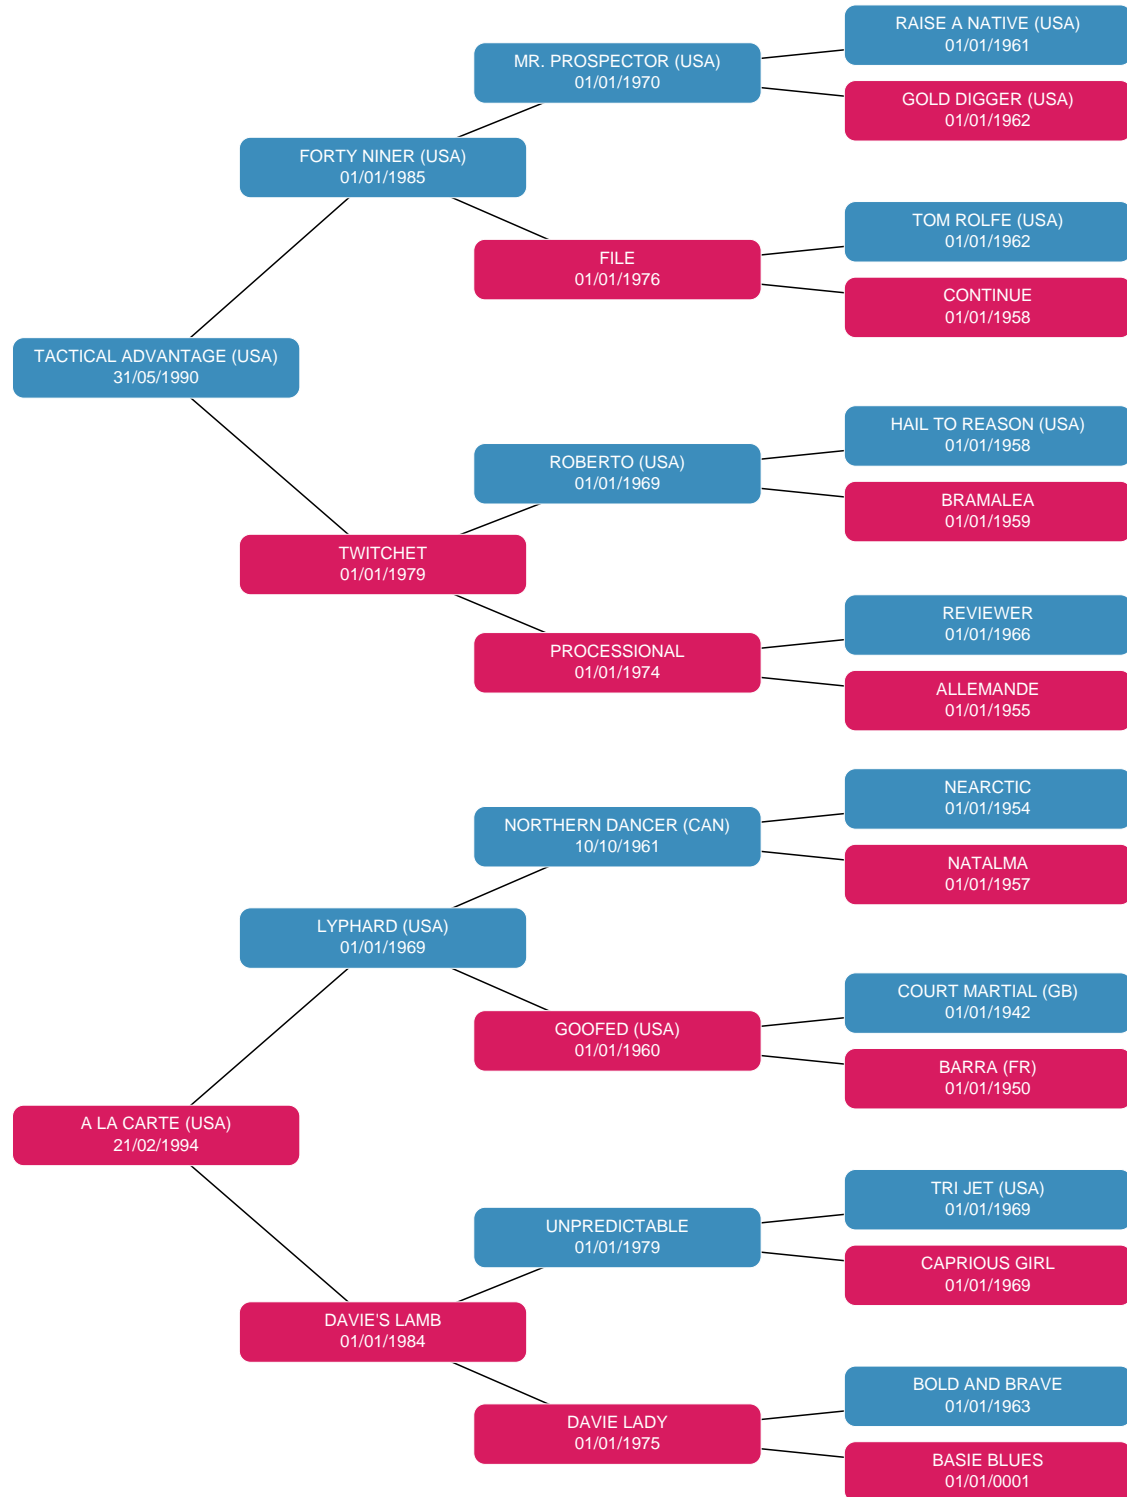 RAISE A NATIVE (USA)
01/01/1961
MR. PROSPECTOR (USA)
01/01/1970
GOLD DIGGER (USA)
01/01/1962
FORTY NINER (USA)
01/01/1985
TOM ROLFE (USA)
01/01/1962
FILE
01/01/1976
CONTINUE
01/01/1958
TACTICAL ADVANTAGE (USA)
31/05/1990
HAIL TO REASON (USA)
01/01/1958
ROBERTO (USA)
01/01/1969
BRAMALEA
01/01/1959
TWITCHET
01/01/1979
REVIEWER
01/01/1966
PROCESSIONAL
01/01/1974
ALLEMANDE
01/01/1955
NEARCTIC
01/01/1954
NORTHERN DANCER (CAN)
10/10/1961
NATALMA
01/01/1957
LYPHARD (USA)
01/01/1969
COURT MARTIAL (GB)
01/01/1942
GOOFED (USA)
01/01/1960
BARRA (FR)
01/01/1950
A LA CARTE (USA)
21/02/1994
TRI JET (USA)
01/01/1969
UNPREDICTABLE
01/01/1979
CAPRIOUS GIRL
01/01/1969
DAVIE'S LAMB
01/01/1984
BOLD AND BRAVE
01/01/1963
DAVIE LADY
01/01/1975
BASIE BLUES
01/01/0001